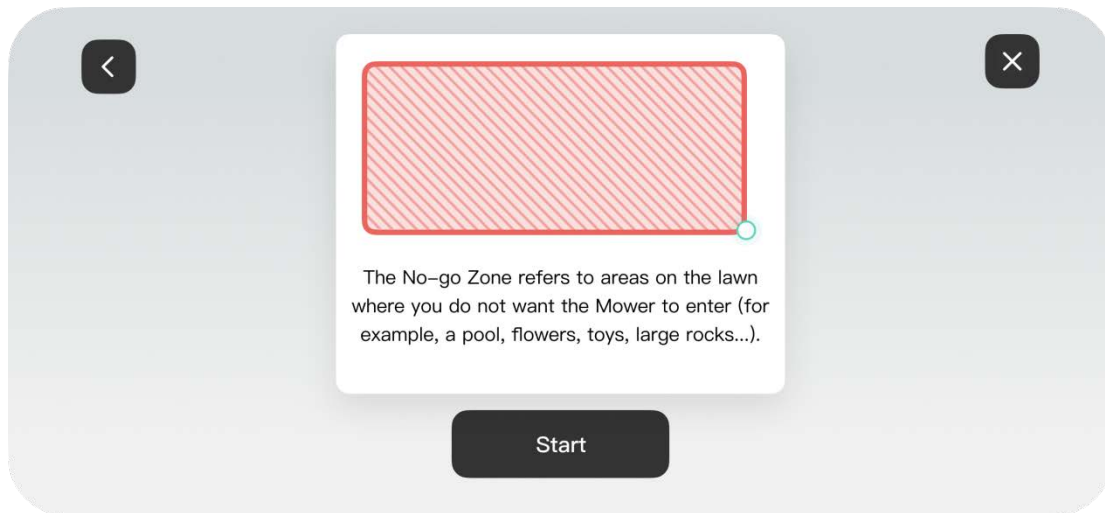 The No-go Zone refers to areas on the lawn
where you do not want the Mower to enter (for
example, a pool, flowers, toys, large rocks...).
Start